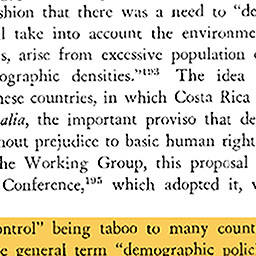 shion that there was a need to "de
l take into account the environme
s, arise from excessive population
ographic densities."¹⁹³ The idea
nese countries, in which Costa Rica
alia, the important proviso that de
out prejudice to basic human right
he Working Group, this proposal
Conference,¹⁹⁵ which adopted it, v
ontrol" being taboo to many count
e general term "demographic polic